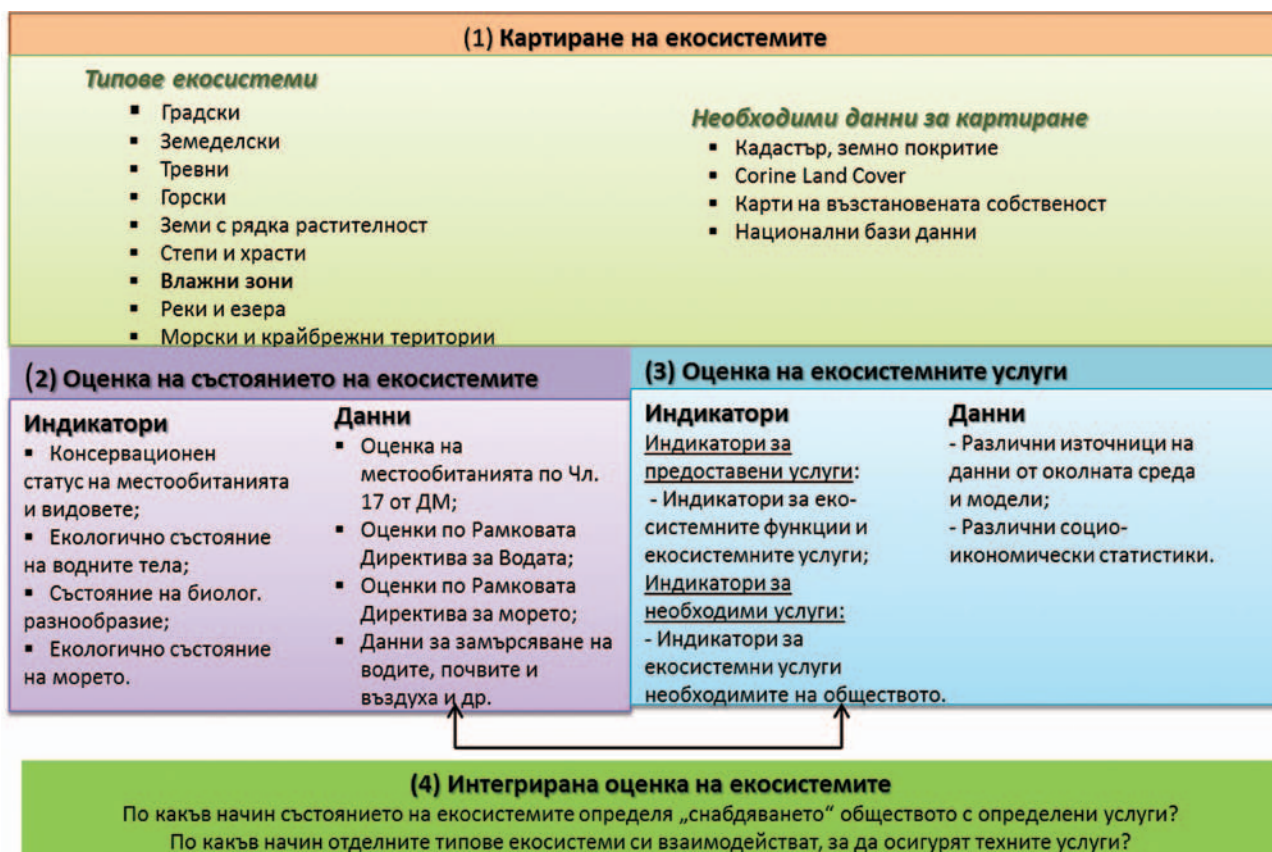 (1) Картиране на екосистемите
Типове екосистеми
▪ Градски
▪ Земеделски
▪ Тревни
▪ Горски
▪ Земи с рядка растителност
▪ Степи и храсти
▪ Влажни зони
▪ Реки и езера
▪ Морски и крайбрежни територии
Необходими данни за картиране
▪ Кадастър, земно покритие
▪ Corine Land Cover
▪ Карти на възстановената собственост
▪ Национални бази данни
(2) Оценка на състоянието на екосистемите
Индикатори
▪ Консервационен
статус на местообитанията
и видовете;
▪ Екологично състояние
на водните тела;
▪ Състояние на биолог.
разнообразие;
▪ Екологично състояние
на морето.
Данни
▪ Оценка на
местообитанията по Чл.
17 от ДМ;
▪ Оценки по Рамковата
Директива за Водата;
▪ Оценки по Рамковата
Директива за морето;
▪ Данни за замърсяване на
водите, почвите и
въздуха и др.
(3) Оценка на екосистемните услуги
Индикатори
Индикатори за
предоставени услуги:
- Индикатори за еко-
системните функции и
екосистемните услуги;
Индикатори за
необходими услуги:
- Индикатори за
екосистемни услуги
необходимите на обществото.
Данни
- Различни източници на
данни от околната среда
и модели;
- Различни социо-
икономически статистики.
(4) Интегрирана оценка на екосистемите
По какъв начин състоянието на екосистемите определя „снабдяването“ обществото с определени услуги?
По какъв начин отделните типове екосистеми си взаимодействат, за да осигурят техните услуги?